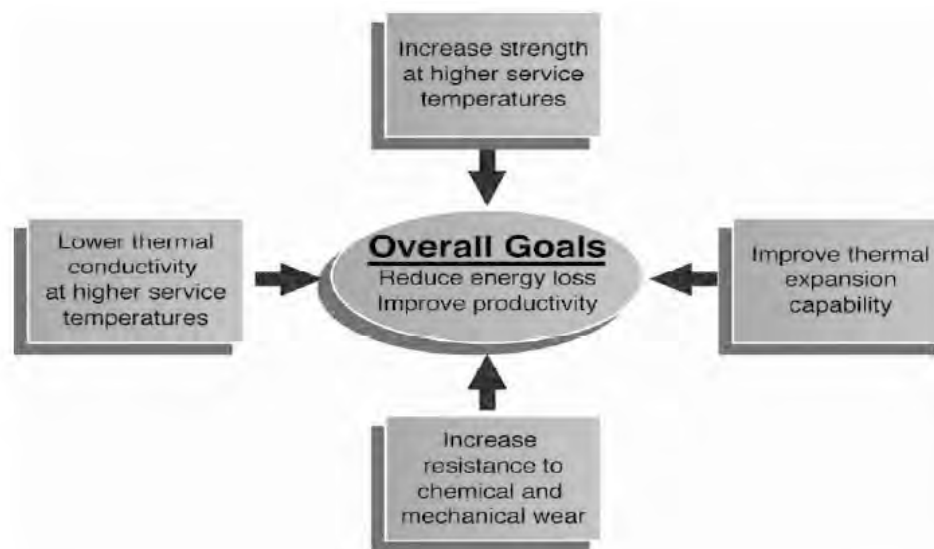 Increase strength
at higher service
temperatures
Lower thermal
conductivity
at higher service
temperatures
Overall Goals
Reduce energy loss
Improve productivity
Improve thermal
expansion
capability
Increase
resistance to
chemical and
mechanical wear